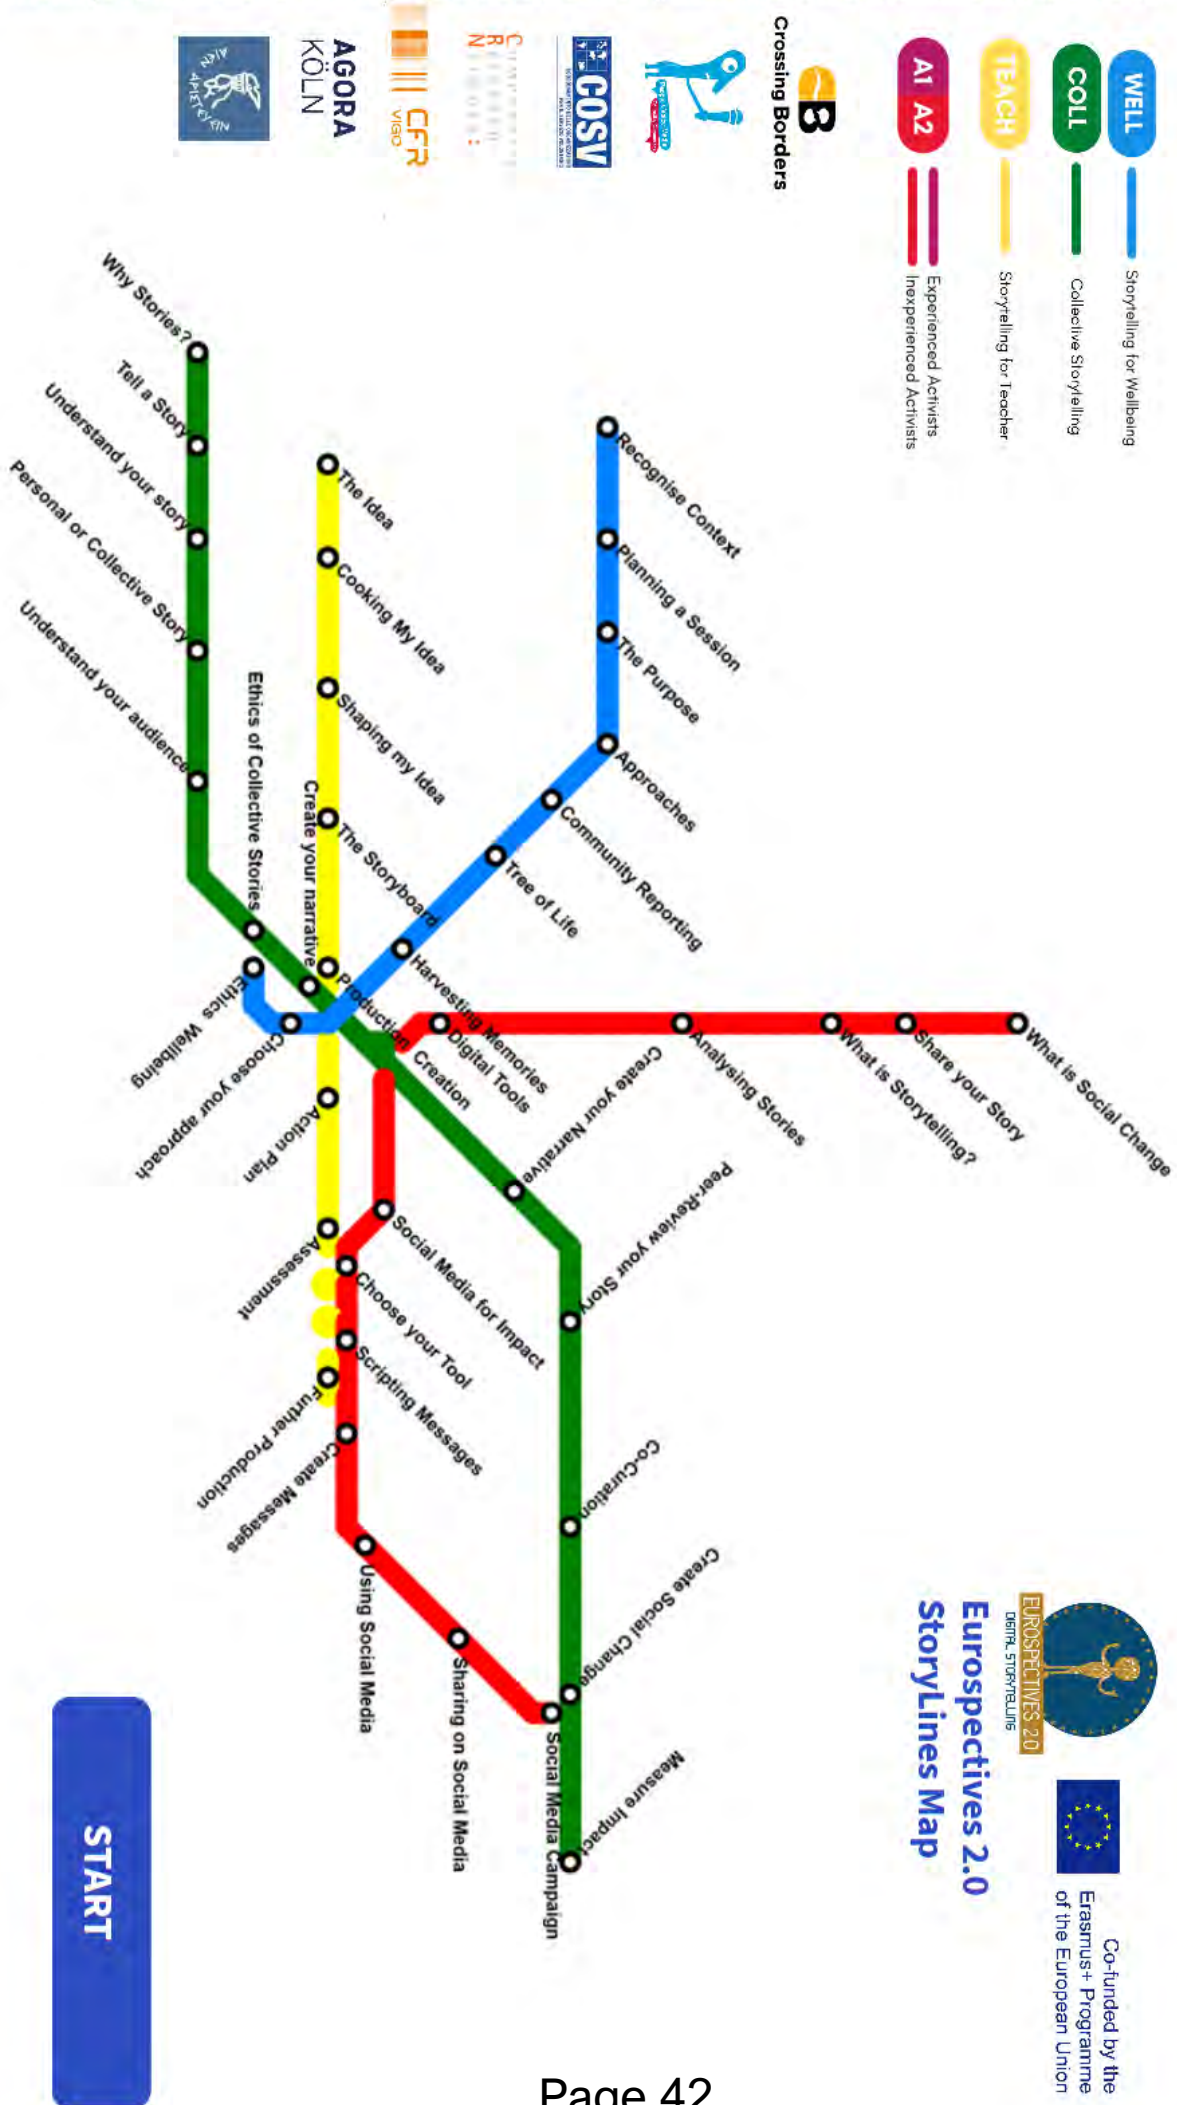 WELL
Storytelling for Wellbeing
COLL
Collective Storytelling
TEACH
Storytelling for Teacher
A1 A2
Experienced Activists
Inexperienced Activists
EUROSPECTIVES 2.0
DIGITAL STORYTELLING
Co-funded by the
Erasmus+ Programme
of the European Union
Eurospectives 2.0
StoryLines Map
Crossing Borders
COSV
CFR
VIGO
AGORA
KÖLN
ΑΙΕΝ ΑΡΙΣΤΕΥΕΙΝ
What is Social Change
Share your Story
What is Storytelling?
Analysing Stories
Digital Tools
Recognise Context
Planning a Session
The Purpose
Approaches
Community Reporting
Tree of Life
Harvesting Memories
Choose your approach
Ethics Wellbeing
The Idea
Cooking My Idea
Shaping my Idea
The Storyboard
Production Creation
Action Plan
Assessment
Further Production
Why Stories?
Tell a Story
Understand your story
Personal or Collective Story
Understand your audience
Ethics of Collective Stories
Create your narrative
Create your Narrative
Peer-Review your Story
Co-Curation
Create Social Change
Measure Impact
Social Media for Impact
Choose your Tool
Scripting Messages
Create Messages
Using Social Media
Sharing on Social Media
Social Media Campaign
START
Page 42